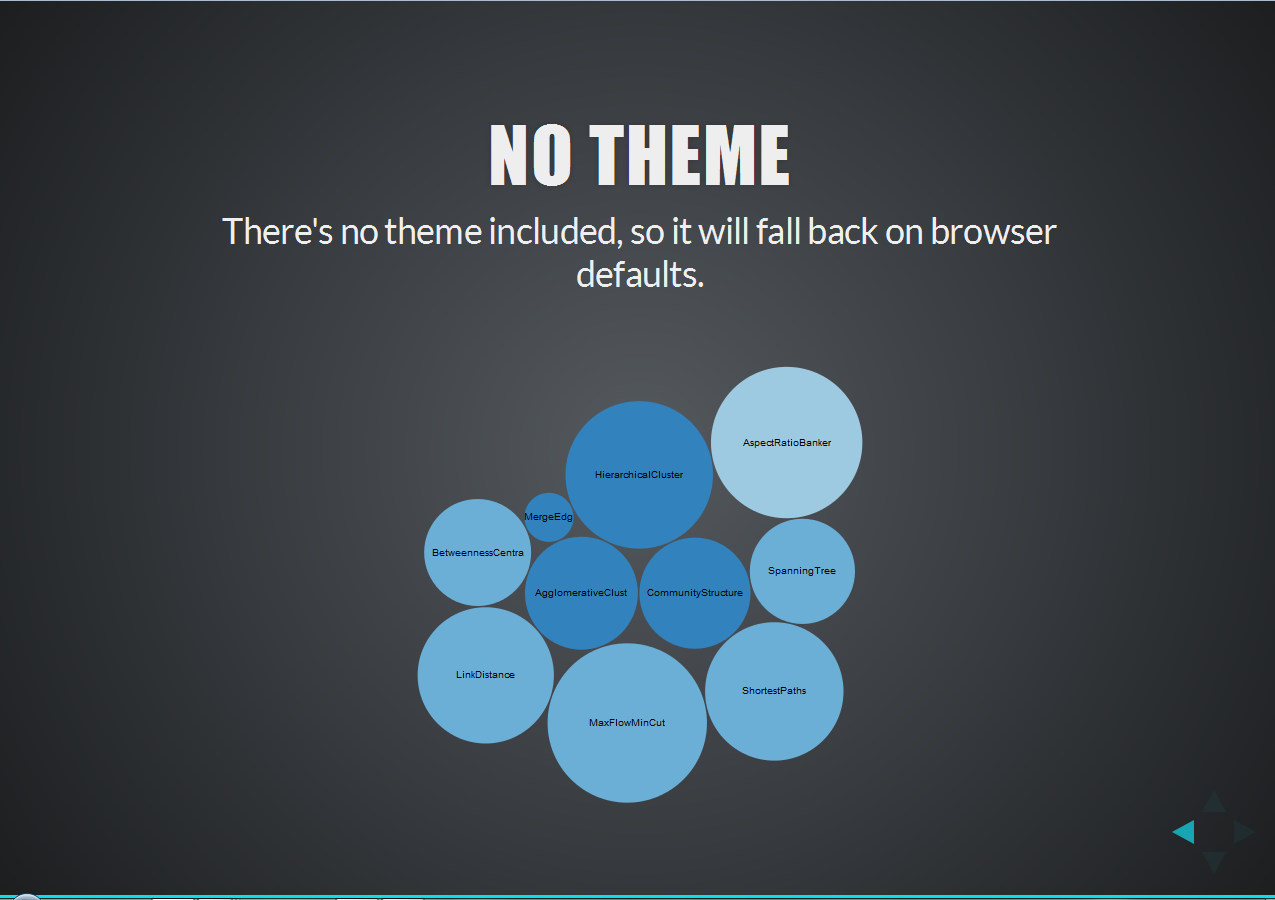 NO THEME
There's no theme included, so it will fall back on browser
defaults.
AspectRatioBanker
HierarchicalCluster
MergeEdg
BetweennessCentra
SpanningTree
AgglomerativeClust
CommunityStructure
LinkDistance
ShortestPaths
MaxFlowMinCut